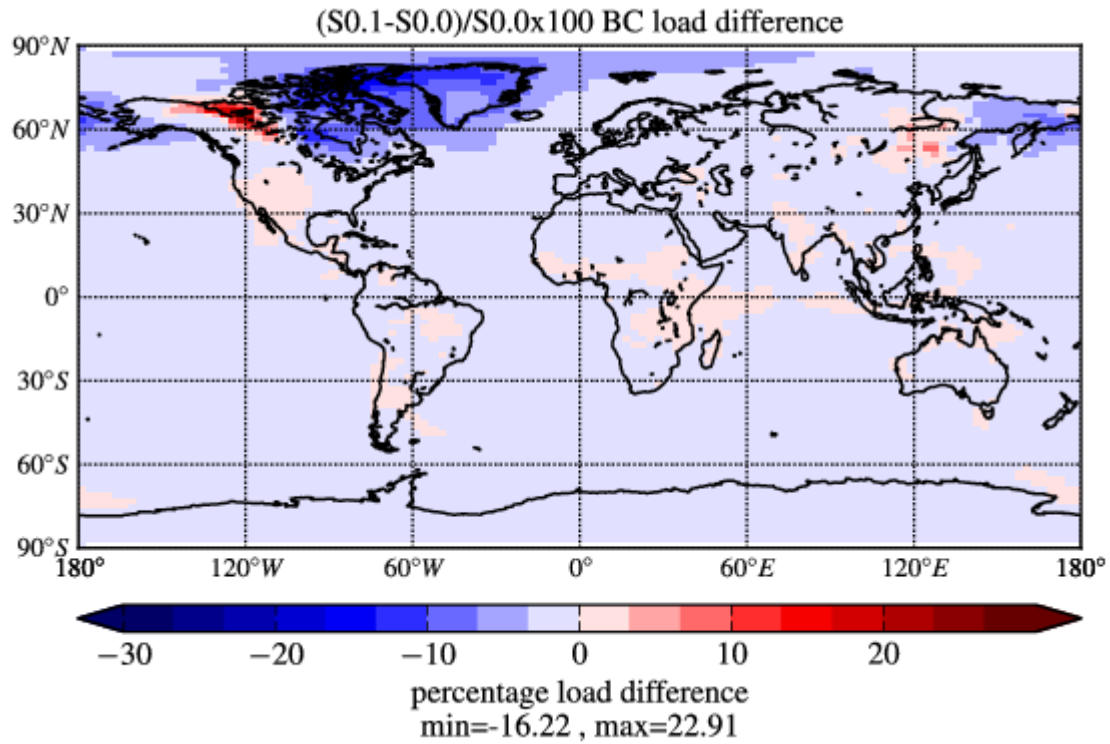 (S0.1-S0.0)/S0.0x100 BC load difference
90°N
60°N
30°N
0°
30°S
60°S
90°S
180° 120°W 60°W 0° 60°E 120°E 180°
−30 −20 −10 0 10 20
percentage load difference
min=-16.22 , max=22.91